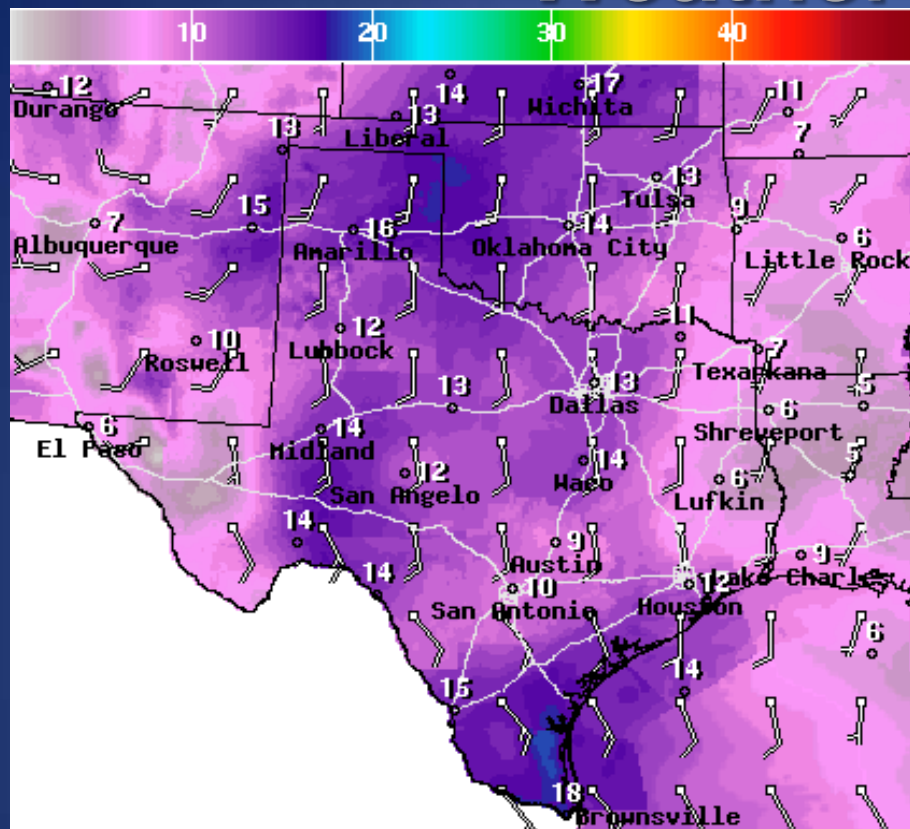 Weather
10 20 30 40
12
Durango
14
17
Wichita
11
13
Liberal
13
7
13
Tulsa
7
Albuquerque
15
16
Amarillo
14
Oklahoma City
9
6
Little Rock
10
Roswell
12
Lubbock
11
7
Texarkana
13
13
Dallas
5
6
Shreveport
6
El Paso
14
Midland
12
San Angelo
14
Waco
6
Lufkin
5
14
9
Austin
9
Lake Charl
14
10
San Antonio
12
Houston
6
15
14
18
Brownsville